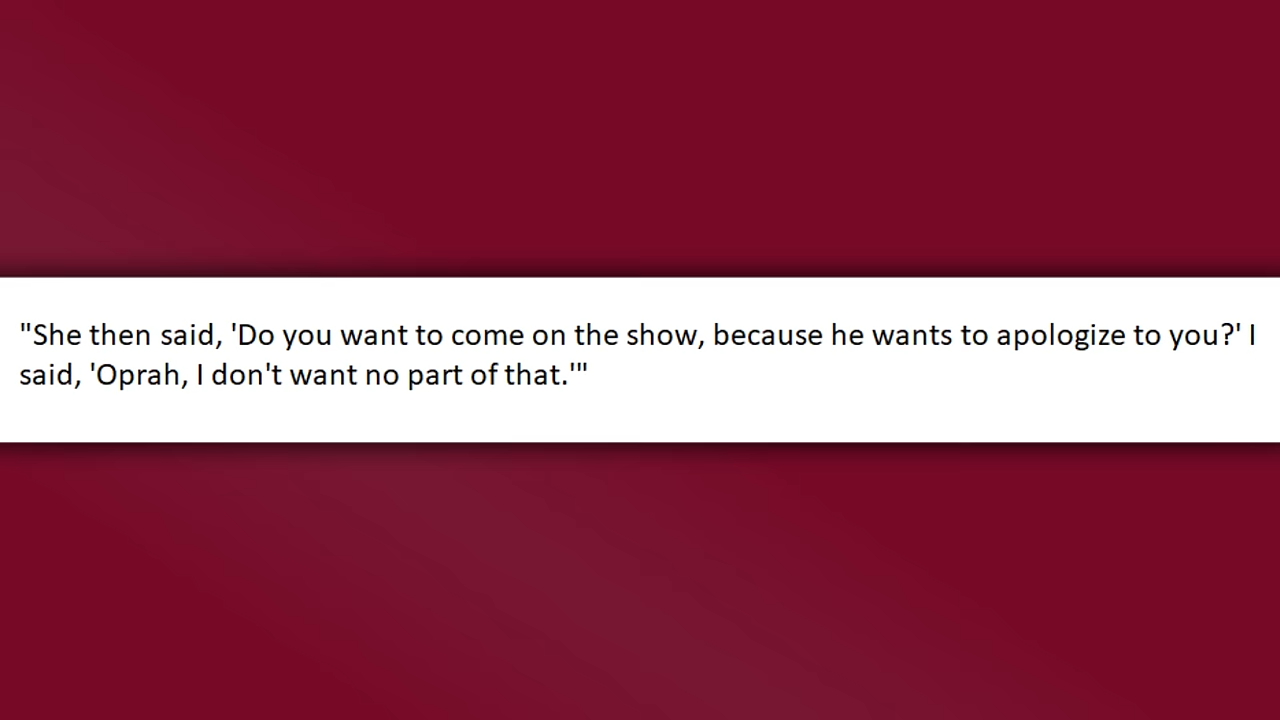 "She then said, 'Do you want to come on the show, because he wants to apologize to you?' I
said, 'Oprah, I don't want no part of that.'"